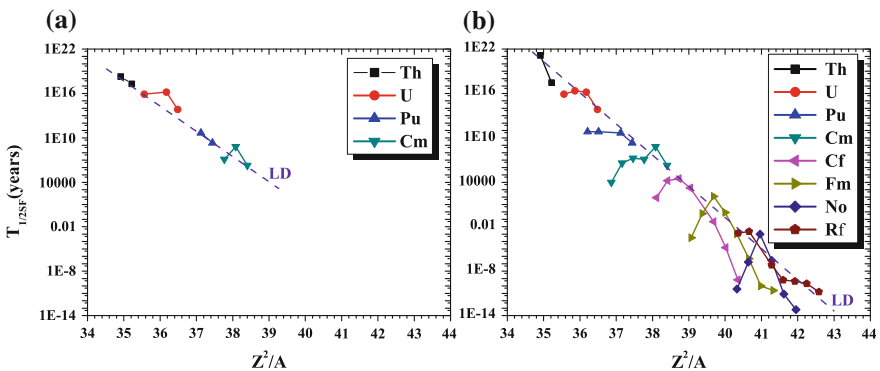 (a)
1E22
1E16
1E10
10000
0.01
1E-8
1E-14
T1/2SF(years)
34 35 36 37 38 39 40 41 42 43 44
Z²/A
Th
U
Pu
Cm
LD
(b)
1E22
1E16
1E10
10000
0.01
1E-8
1E-14
34 35 36 37 38 39 40 41 42 43 44
Z²/A
Th
U
Pu
Cm
Cf
Fm
No
Rf
LD